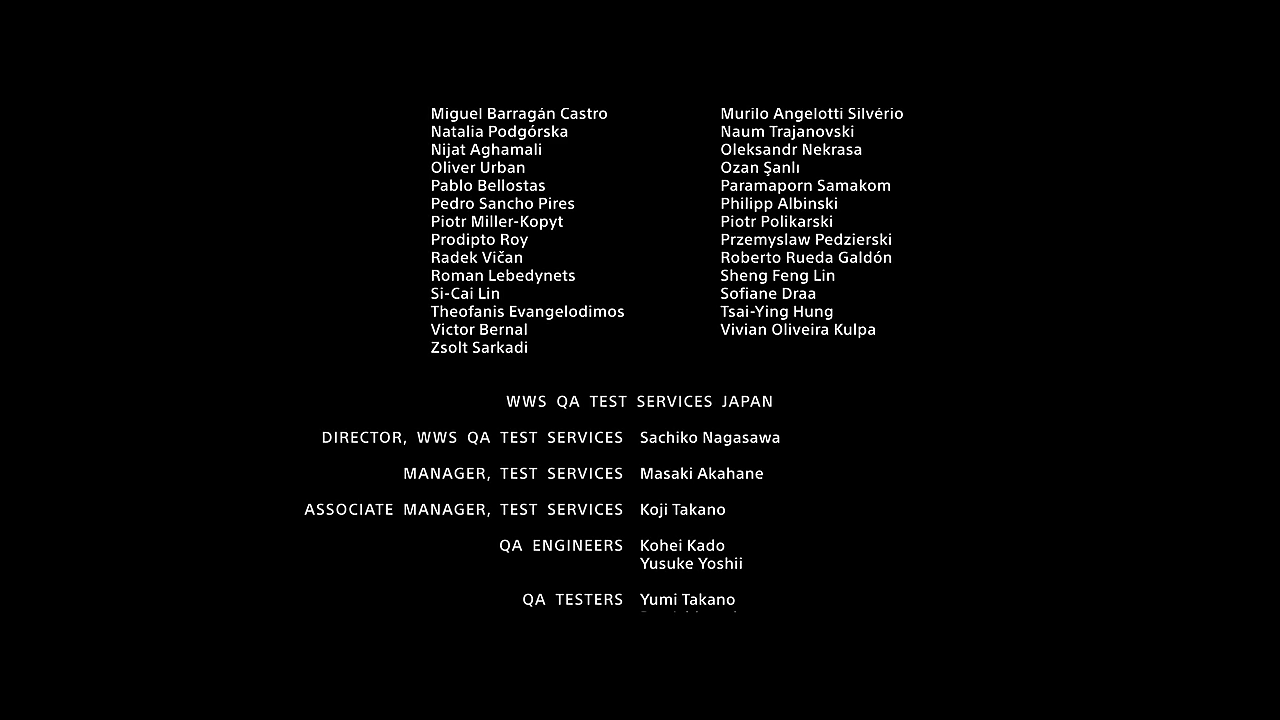 Miguel Barragán Castro Murilo Angelotti Silvério
Natalia Podgórska Naum Trajanovski
Nijat Aghamali Oleksandr Nekrasa
Oliver Urban Ozan Şanlı
Pablo Bellostas Paramaporn Samakom
Pedro Sancho Pires Philipp Albinski
Piotr Miller-Kopyt Piotr Polikarski
Prodipto Roy Przemyslaw Pedzierski
Radek Vičan Roberto Rueda Galdón
Roman Lebedynets Sheng Feng Lin
Si-Cai Lin Sofiane Draa
Theofanis Evangelodimos Tsai-Ying Hung
Victor Bernal Vivian Oliveira Kulpa
Zsolt Sarkadi
WWS QA TEST SERVICES JAPAN
DIRECTOR, WWS QA TEST SERVICES Sachiko Nagasawa
MANAGER, TEST SERVICES Masaki Akahane
ASSOCIATE MANAGER, TEST SERVICES Koji Takano
QA ENGINEERS Kohei Kado
Yusuke Yoshii
QA TESTERS Yumi Takano